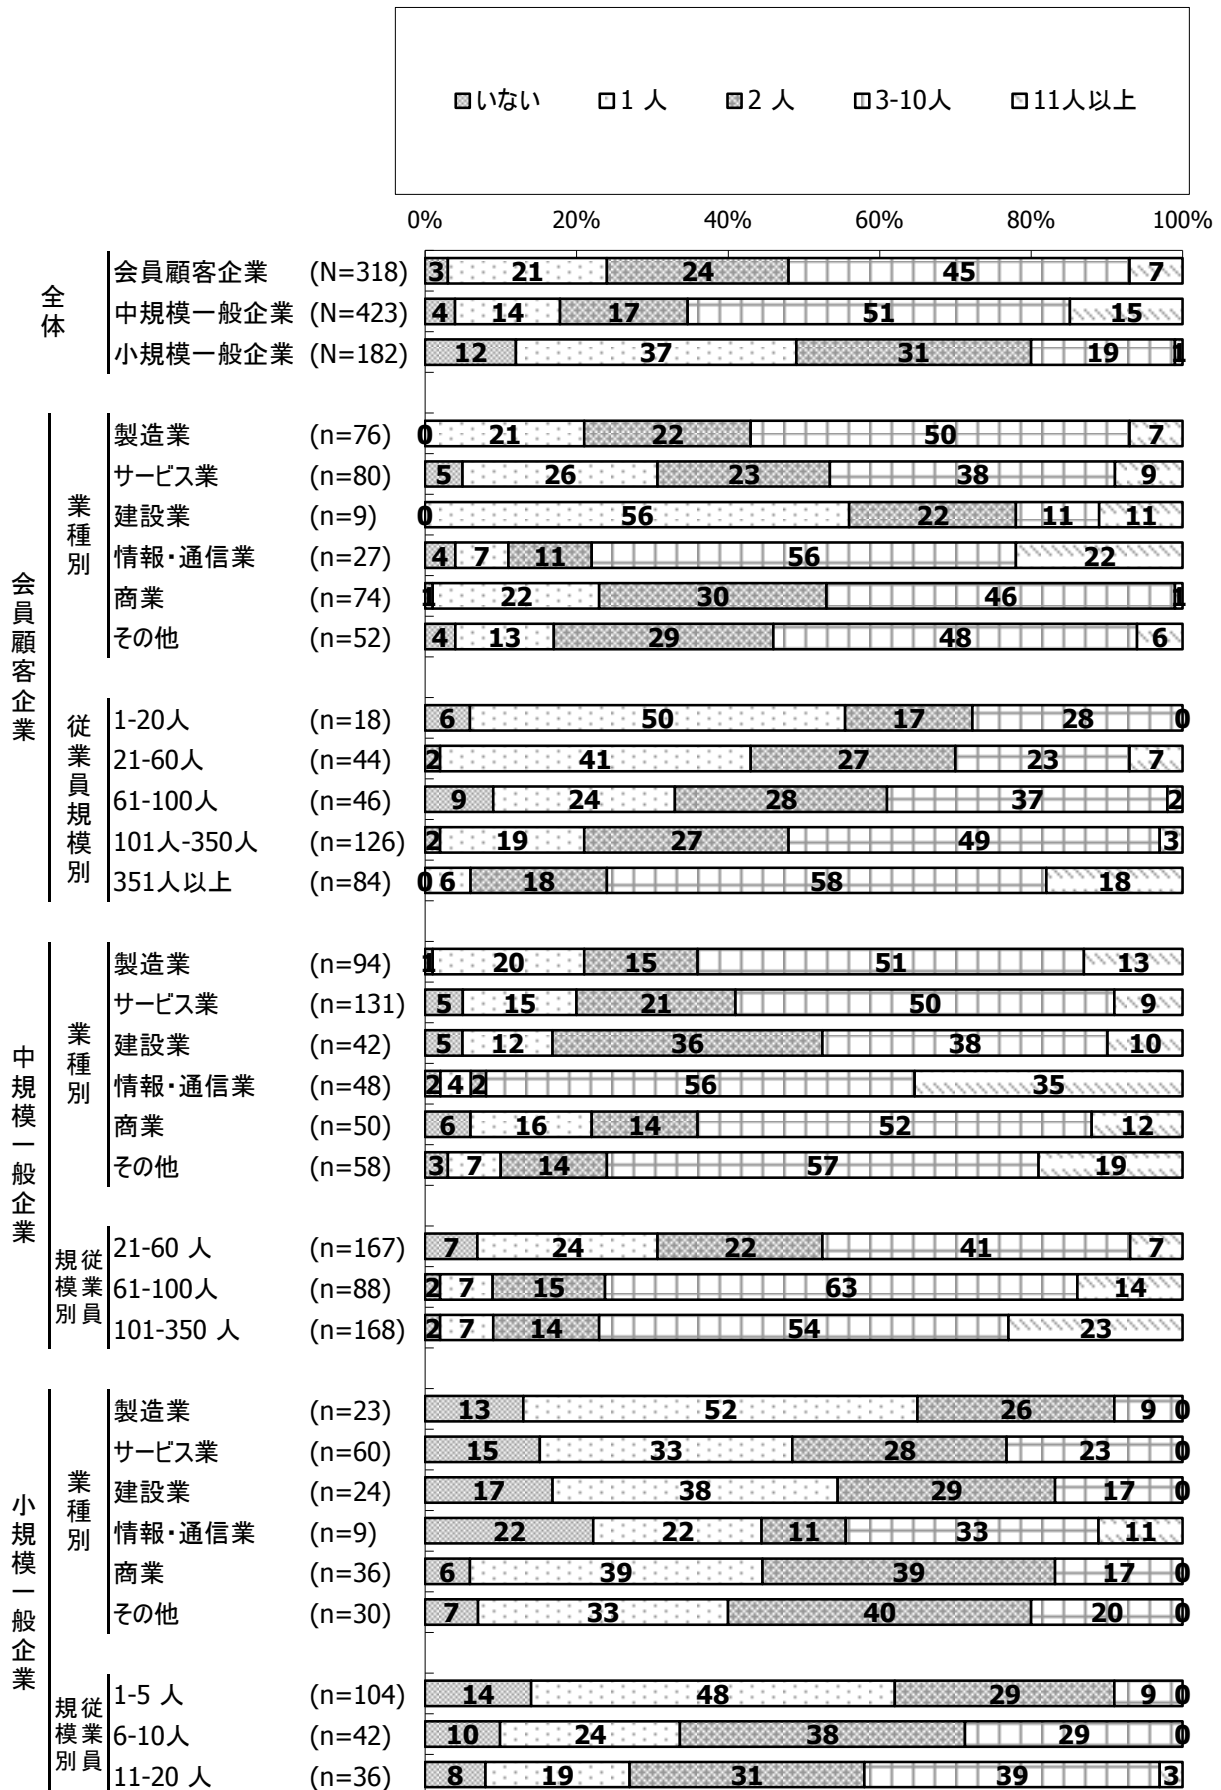 いない 1 人 2 人 3-10人 11人以上
0% 20% 40% 60% 80% 100%
全体
会員顧客企業 (N=318) 3 21 24 45 7
中規模一般企業 (N=423) 4 14 17 51 15
小規模一般企業 (N=182) 12 37 31 19 1
会員顧客企業
業種別
製造業 (n=76) 0 21 22 50 7
サービス業 (n=80) 5 26 23 38 9
建設業 (n=9) 0 56 22 11 11
情報・通信業 (n=27) 4 7 11 56 22
商業 (n=74) 1 22 30 46 1
その他 (n=52) 4 13 29 48 6
従業員規模別
1-20人 (n=18) 6 50 17 28 0
21-60人 (n=44) 2 41 27 23 7
61-100人 (n=46) 9 24 28 37 2
101人-350人 (n=126) 2 19 27 49 3
351人以上 (n=84) 0 6 18 58 18
中規模一般企業
業種別
製造業 (n=94) 1 20 15 51 13
サービス業 (n=131) 5 15 21 50 9
建設業 (n=42) 5 12 36 38 10
情報・通信業 (n=48) 2 4 2 56 35
商業 (n=50) 6 16 14 52 12
その他 (n=58) 3 7 14 57 19
従業員規模別
21-60 人 (n=167) 7 24 22 41 7
61-100人 (n=88) 2 7 15 63 14
101-350 人 (n=168) 2 7 14 54 23
小規模一般企業
業種別
製造業 (n=23) 13 52 26 9 0
サービス業 (n=60) 15 33 28 23 0
建設業 (n=24) 17 38 29 17 0
情報・通信業 (n=9) 22 22 11 33 11
商業 (n=36) 6 39 39 17 0
その他 (n=30) 7 33 40 20 0
従業員規模別
1-5 人 (n=104) 14 48 29 9 0
6-10人 (n=42) 10 24 38 29 0
11-20 人 (n=36) 8 19 31 39 3